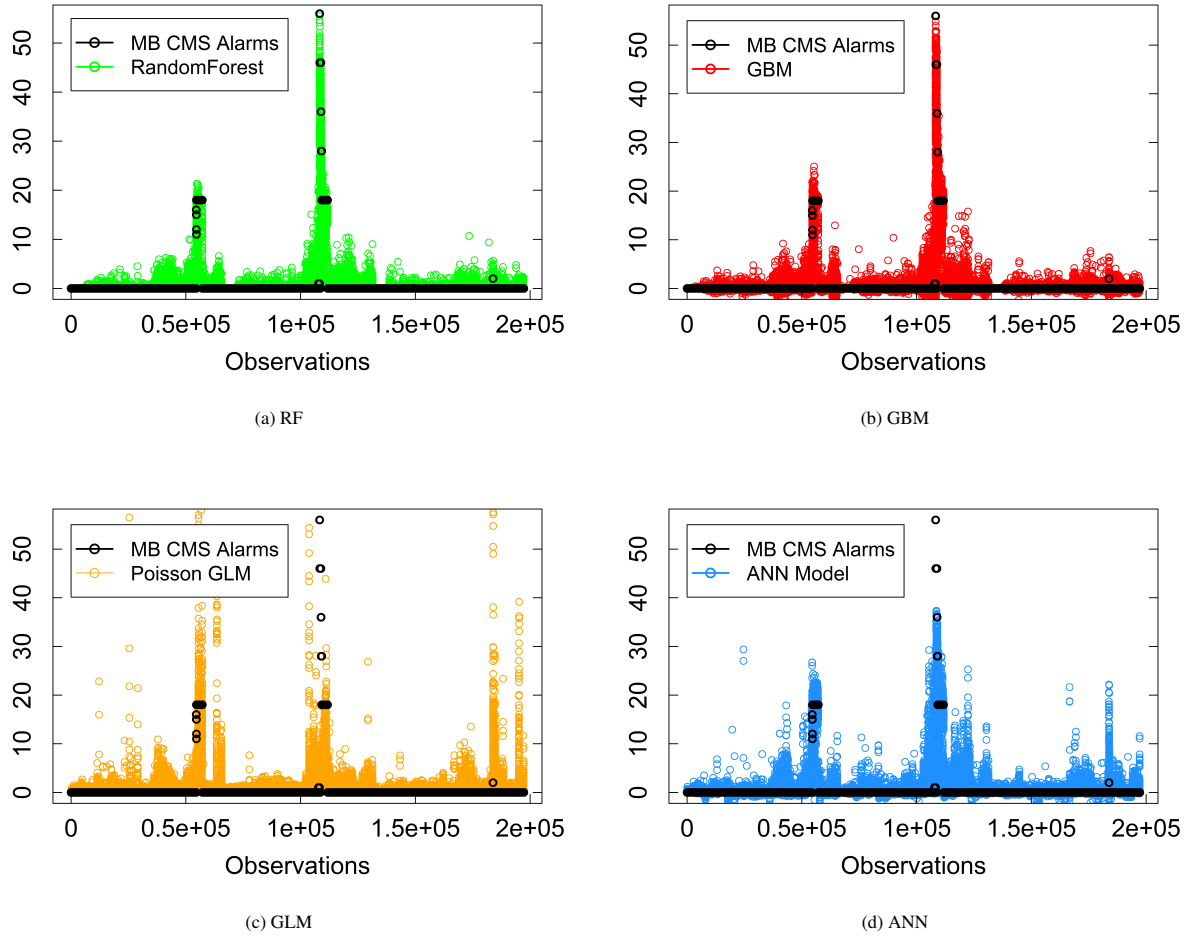 MB CMS Alarms
RandomForest
50
40
30
20
10
0
0 0.5e+05 1e+05 1.5e+05 2e+05
Observations
(a) RF
MB CMS Alarms
GBM
50
40
30
20
10
0
0 0.5e+05 1e+05 1.5e+05 2e+05
Observations
(b) GBM
MB CMS Alarms
Poisson GLM
50
40
30
20
10
0
0 0.5e+05 1e+05 1.5e+05 2e+05
Observations
(c) GLM
MB CMS Alarms
ANN Model
50
40
30
20
10
0
0 0.5e+05 1e+05 1.5e+05 2e+05
Observations
(d) ANN